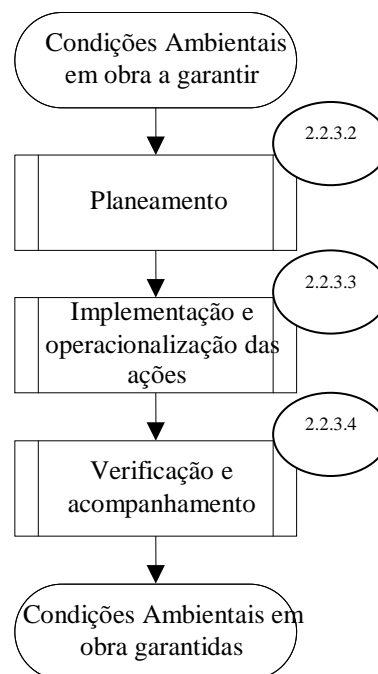 Condições Ambientais
em obra a garantir
2.2.3.2
Planeamento
2.2.3.3
Implementação e
operacionalização das
ações
2.2.3.4
Verificação e
acompanhamento
Condições Ambientais em
obra garantidas